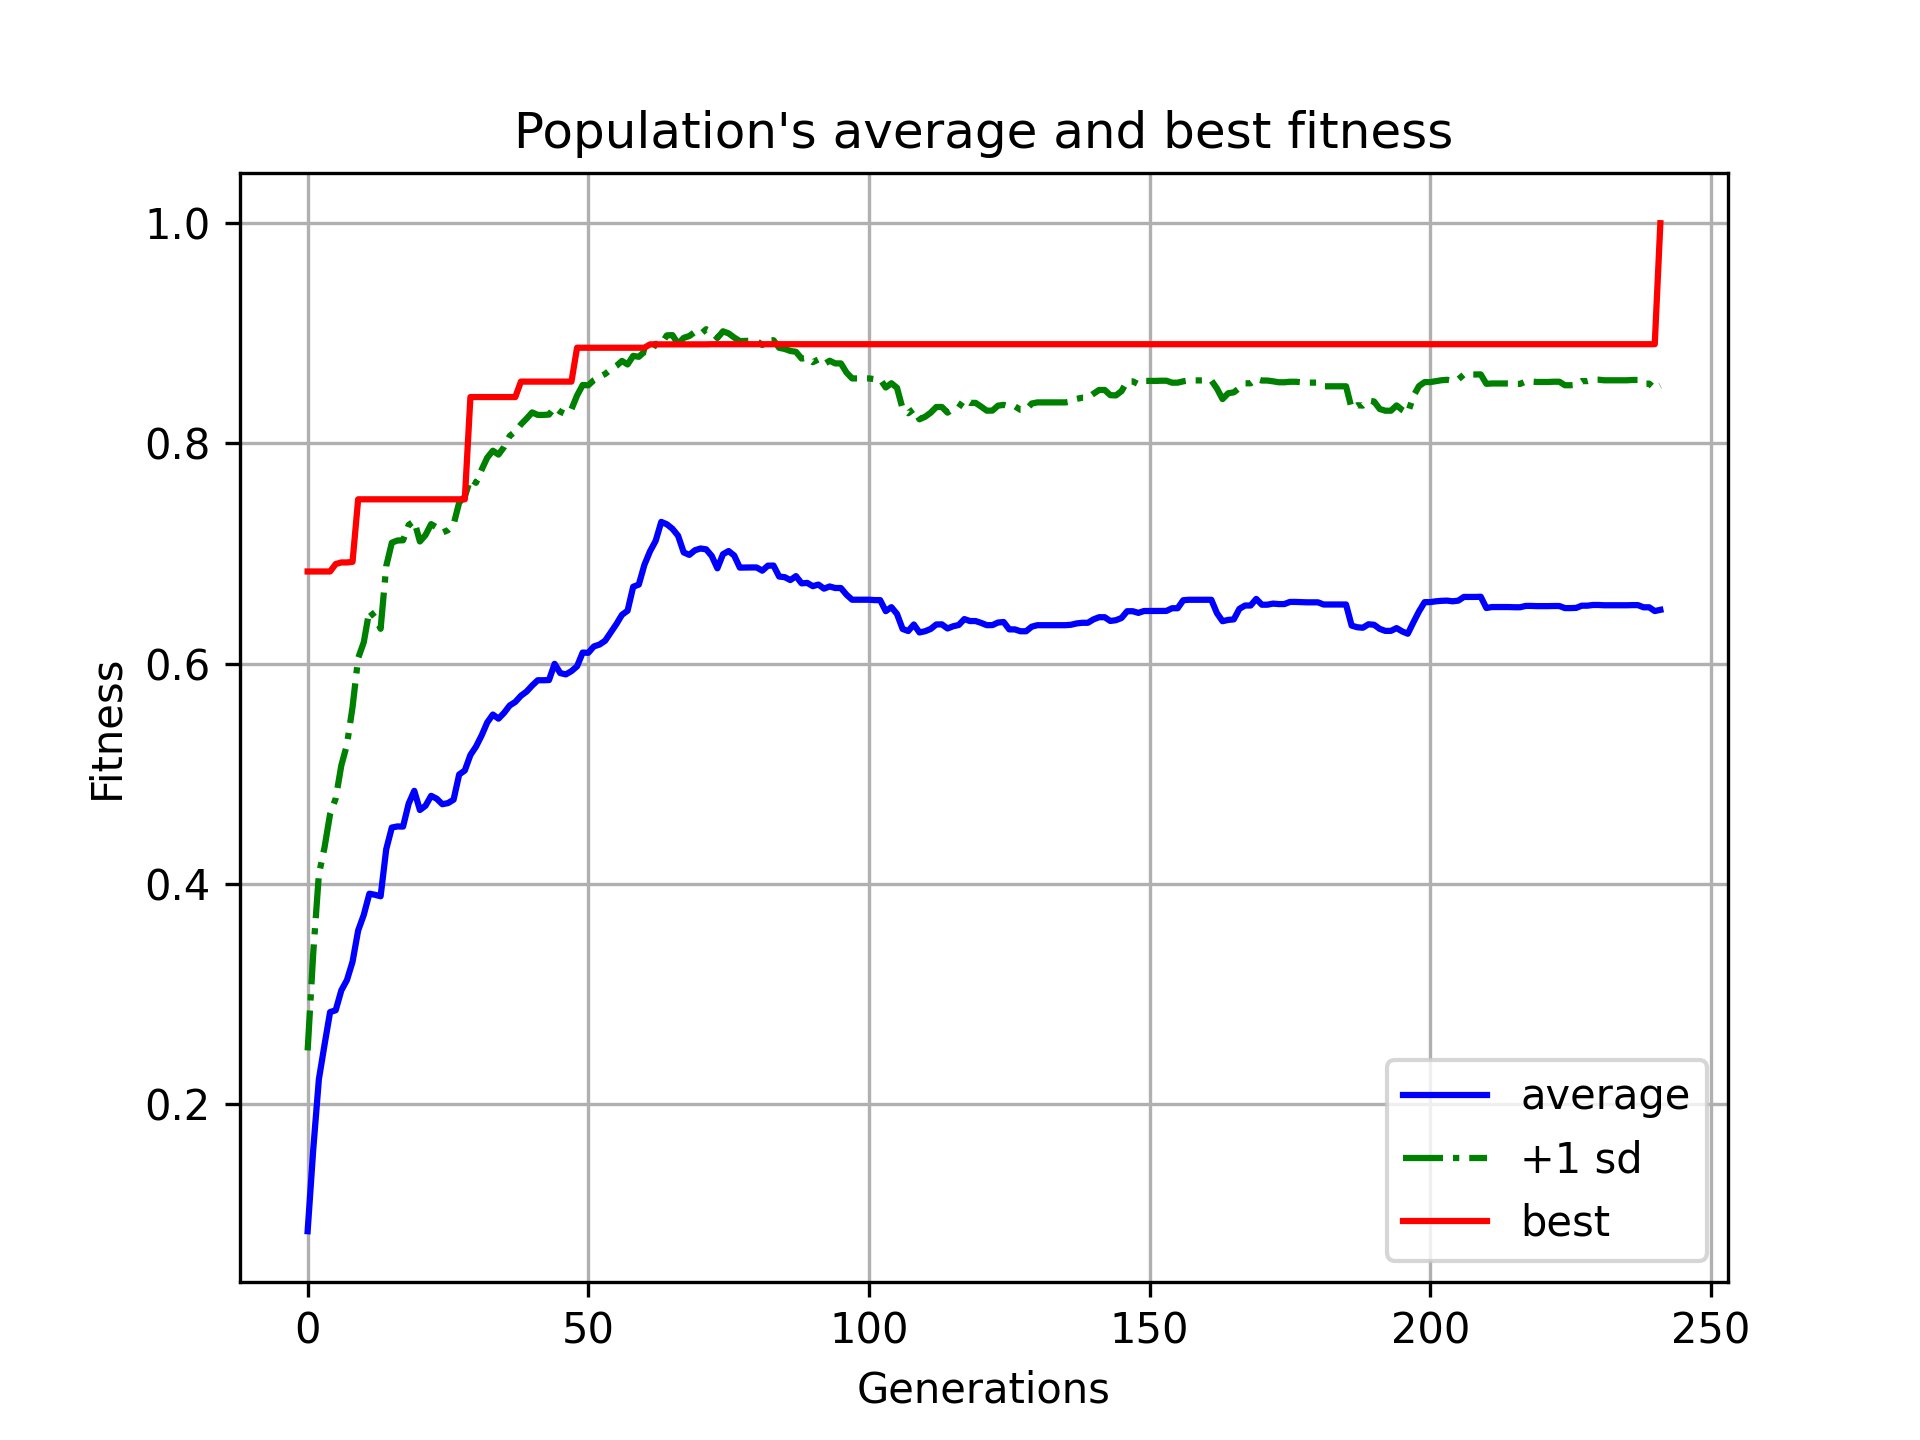 Population's average and best fitness
1.0
0.8
0.6
0.4
0.2
Fitness
0 50 100 150 200 250
Generations
average
+1 sd
best